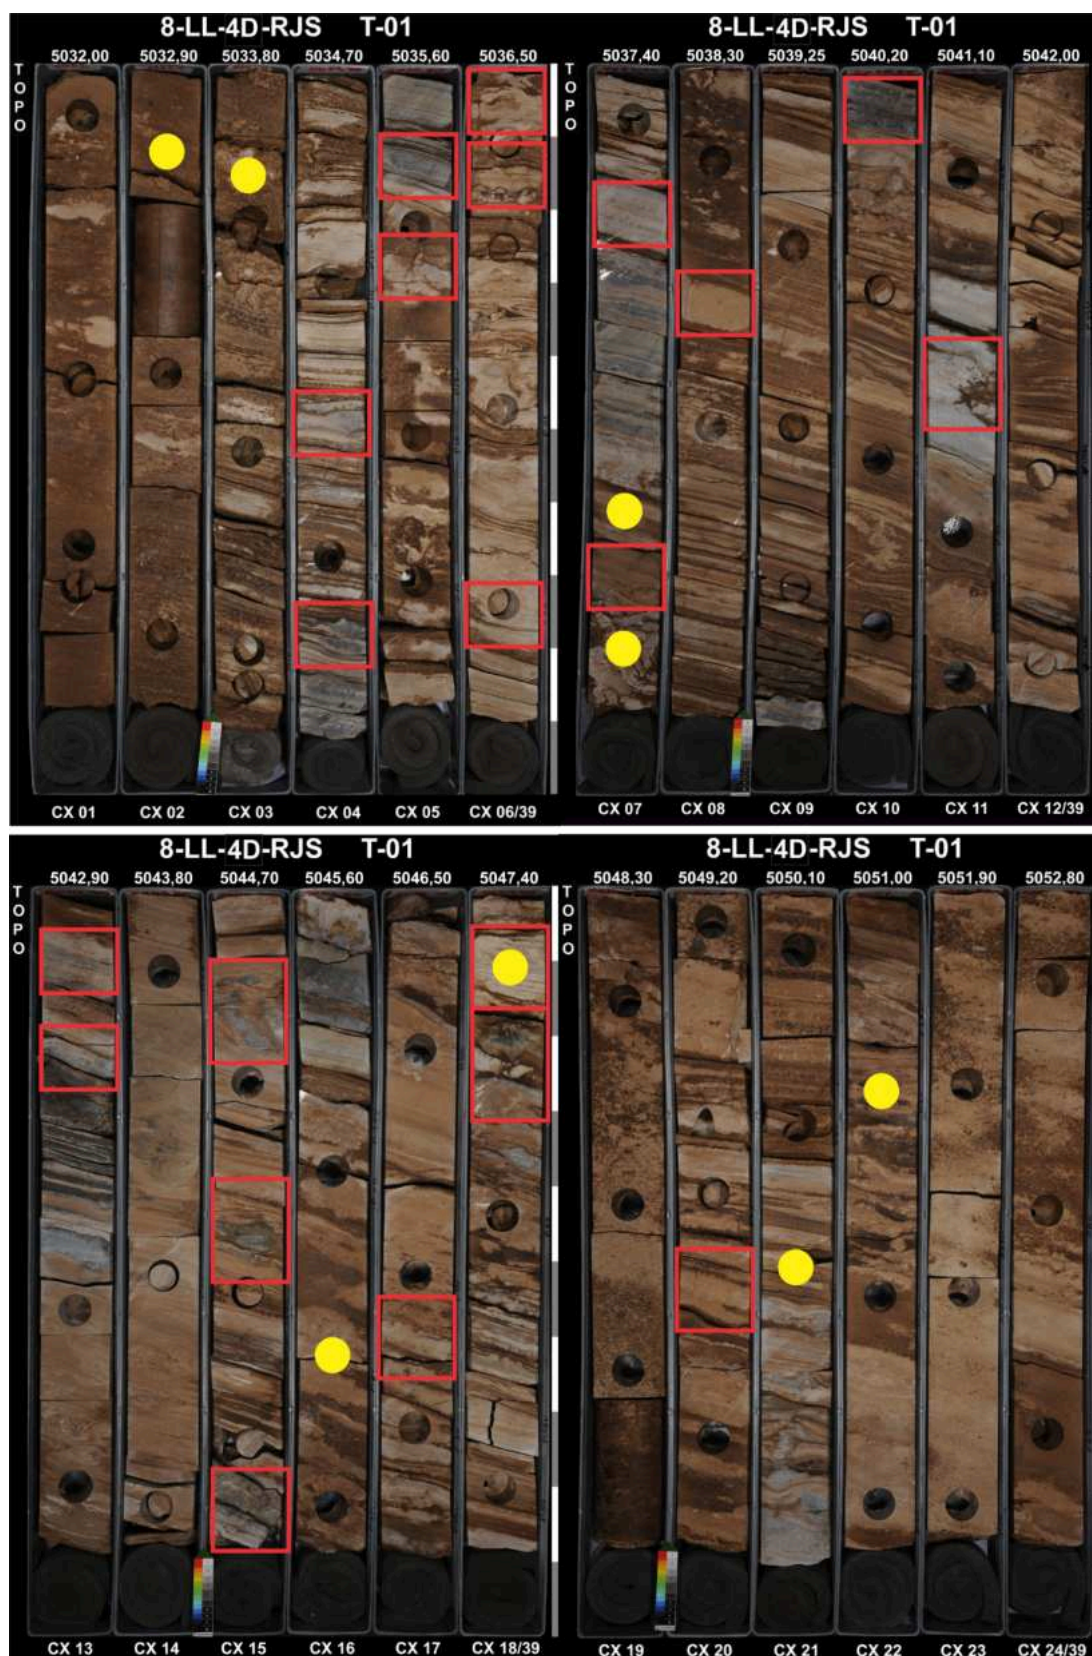 8-LL-4D-RJS T-01
5032,00 5032,90 5033,80 5034,70 5035,60 5036,50
T
O
P
O
CX 01 CX 02 CX 03 CX 04 CX 05 CX 06/39
8-LL-4D-RJS T-01
5037,40 5038,30 5039,25 5040,20 5041,10 5042,00
T
O
P
O
CX 07 CX 08 CX 09 CX 10 CX 11 CX 12/39
8-LL-4D-RJS T-01
5042,90 5043,80 5044,70 5045,60 5046,50 5047,40
T
O
P
O
CX 13 CX 14 CX 15 CX 16 CX 17 CX 18/39
8-LL-4D-RJS T-01
5048,30 5049,20 5050,10 5051,00 5051,90 5052,80
T
O
P
O
CX 19 CX 20 CX 21 CX 22 CX 23 CX 24/39